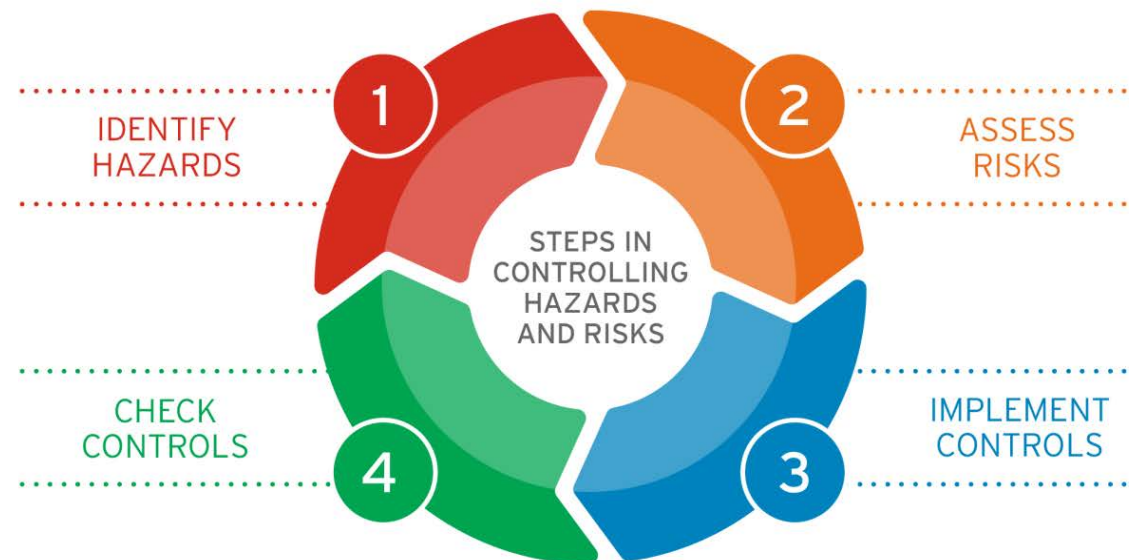 1
IDENTIFY
HAZARDS
2
ASSESS
RISKS
STEPS IN
CONTROLLING
HAZARDS
AND RISKS
3
IMPLEMENT
CONTROLS
4
CHECK
CONTROLS